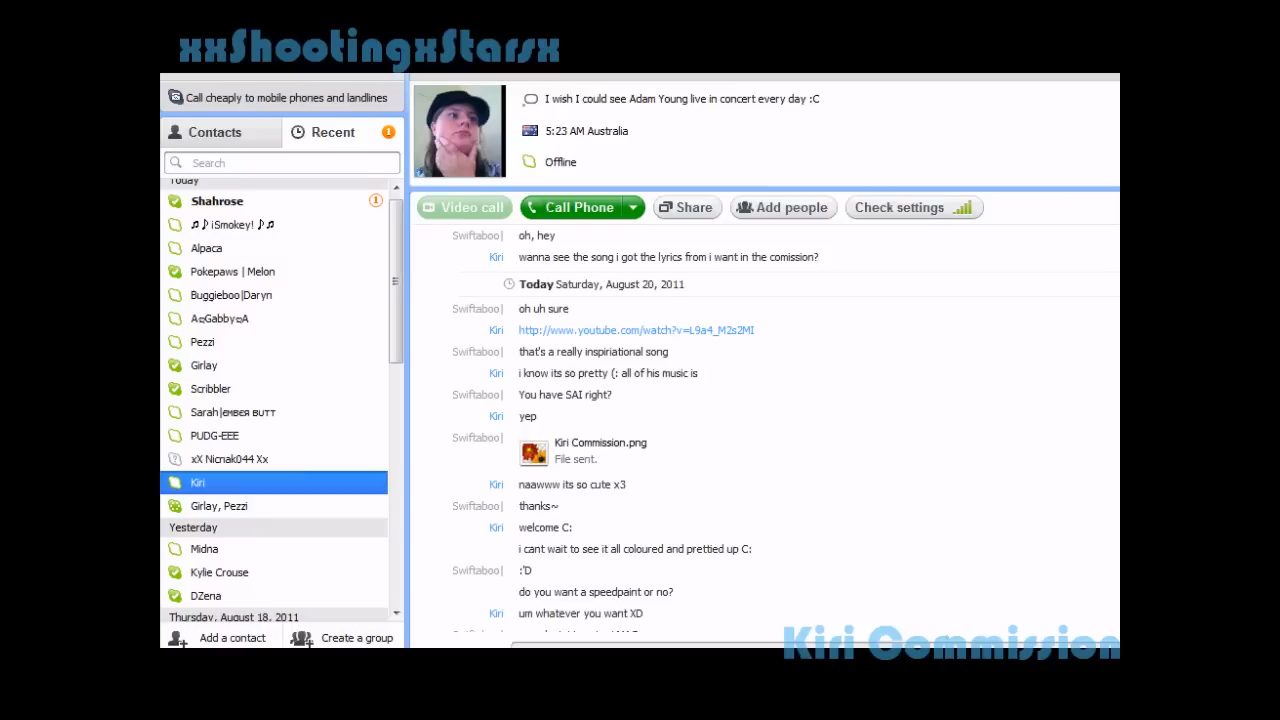 xxShootingxStarsx
Call cheaply to mobile phones and landlines
Contacts
Recent
1
Search
Today
Shahrose
1
♫♪¡Smokey!♪♫
Alpaca
Pokepaws | Melon
Buggieboo|Daryn
Pezzi
Girlay
Scribbler
Sarah|ємвєя вυтт
PUDG-EEE
xX Nicnak044 Xx
Kiri
Girlay, Pezzi
Yesterday
Midna
Kylie Crouse
DZena
Thursday, August 18, 2011
Add a contact
Create a group
I wish I could see Adam Young live in concert every day :C
5:23 AM Australia
Offline
Video call
Call Phone
Share
Add people
Check settings
Swiftaboo| oh, hey
Kiri wanna see the song i got the lyrics from i want in the comission?
Today Saturday, August 20, 2011
Swiftaboo| oh uh sure
Kiri http://www.youtube.com/watch?v=L9a4_M2s2MI
Swiftaboo| that's a really inspiriational song
Kiri i know its so pretty (: all of his music is
Swiftaboo| You have SAI right?
Kiri yep
Swiftaboo| Kiri Commission.png
File sent.
Kiri naawww its so cute x3
Swiftaboo| thanks~
Kiri welcome C:
i cant wait to see it all coloured and prettied up C:
Swiftaboo| :'D
do you want a speedpaint or no?
Kiri um whatever you want XD
Kiri Commission